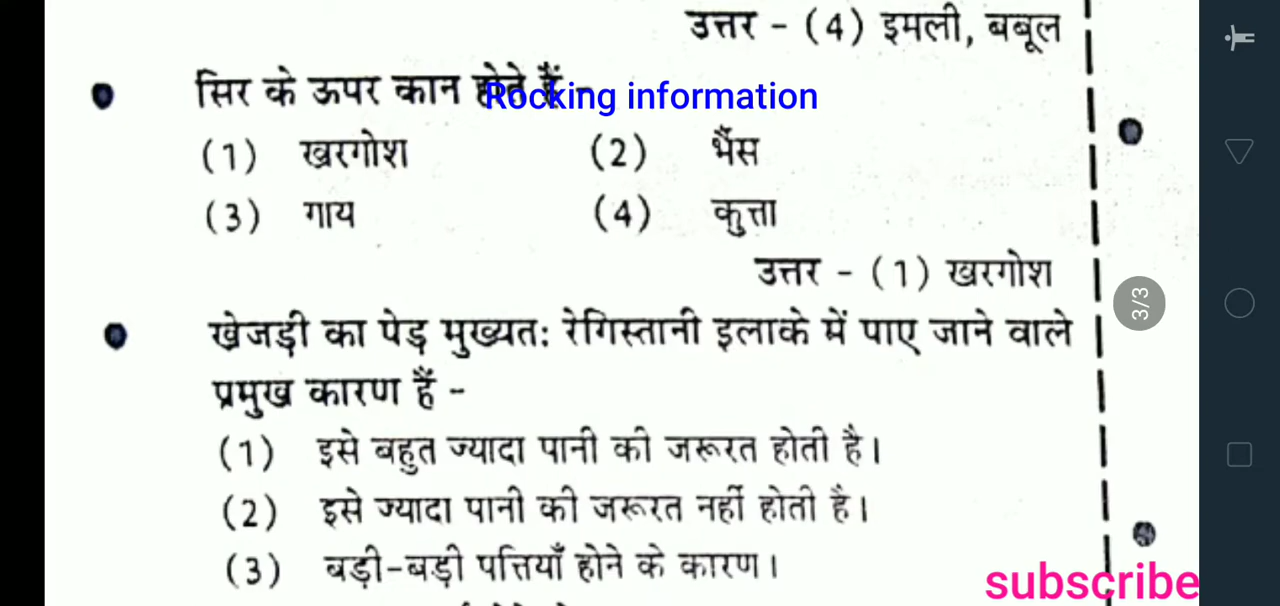 उत्तर - (4) इमली, बबूल
सिर के ऊपर कान होते हैं -
Rocking information
(1) खरगोश (2) भैंस
(3) गाय (4) कुत्ता
उत्तर - (1) खरगोश
3/3
खेजड़ी का पेड़ मुख्यतः रेगिस्तानी इलाके में पाए जाने वाले
प्रमुख कारण हैं -
(1) इसे बहुत ज्यादा पानी की जरूरत होती है।
(2) इसे ज्यादा पानी की जरूरत नहीं होती है।
(3) बड़ी-बड़ी पत्तियाँ होने के कारण।
subscribe